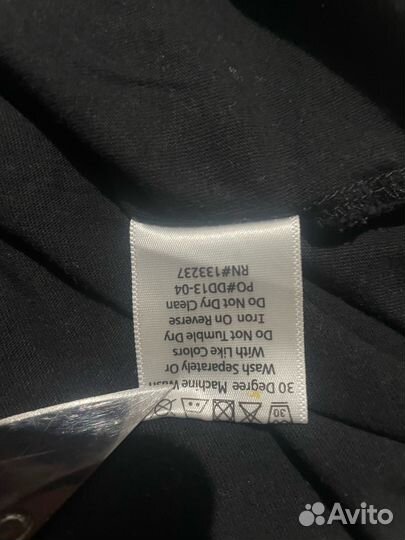 30
30 Degree Machine Wash
Wash Separately Or
With Like Colors
Do Not Tumble Dry
Iron On Reverse
Do Not Dry Clean
PO#DD13-04
RN#133237
Avito